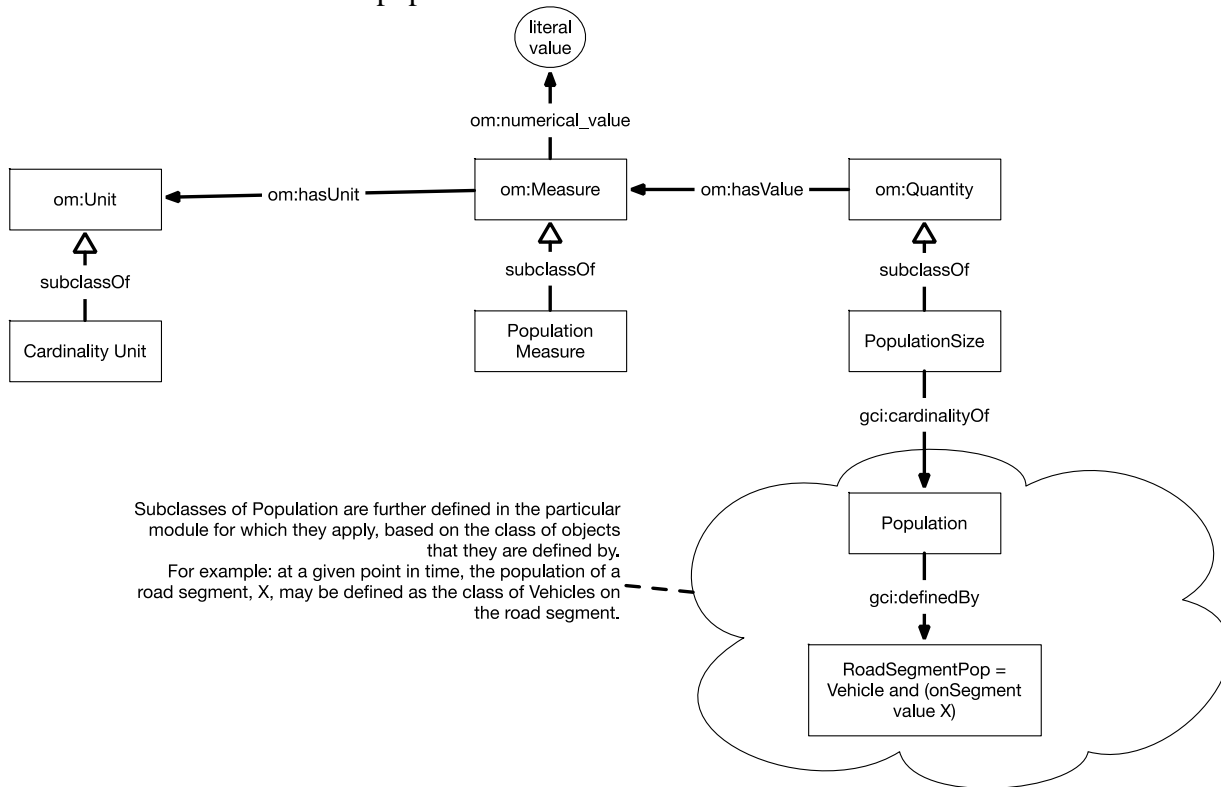 literal
value
om:numerical_value
om:Unit
om:hasUnit
om:Measure
om:hasValue
om:Quantity
subclassOf
subclassOf
subclassOf
Cardinality Unit
Population
Measure
PopulationSize
gci:cardinalityOf
Subclasses of Population are further defined in the particular
module for which they apply, based on the class of objects
that they are defined by.
For example: at a given point in time, the population of a
road segment, X, may be defined as the class of Vehicles on
the road segment.
Population
gci:definedBy
RoadSegmentPop =
Vehicle and (onSegment
value X)